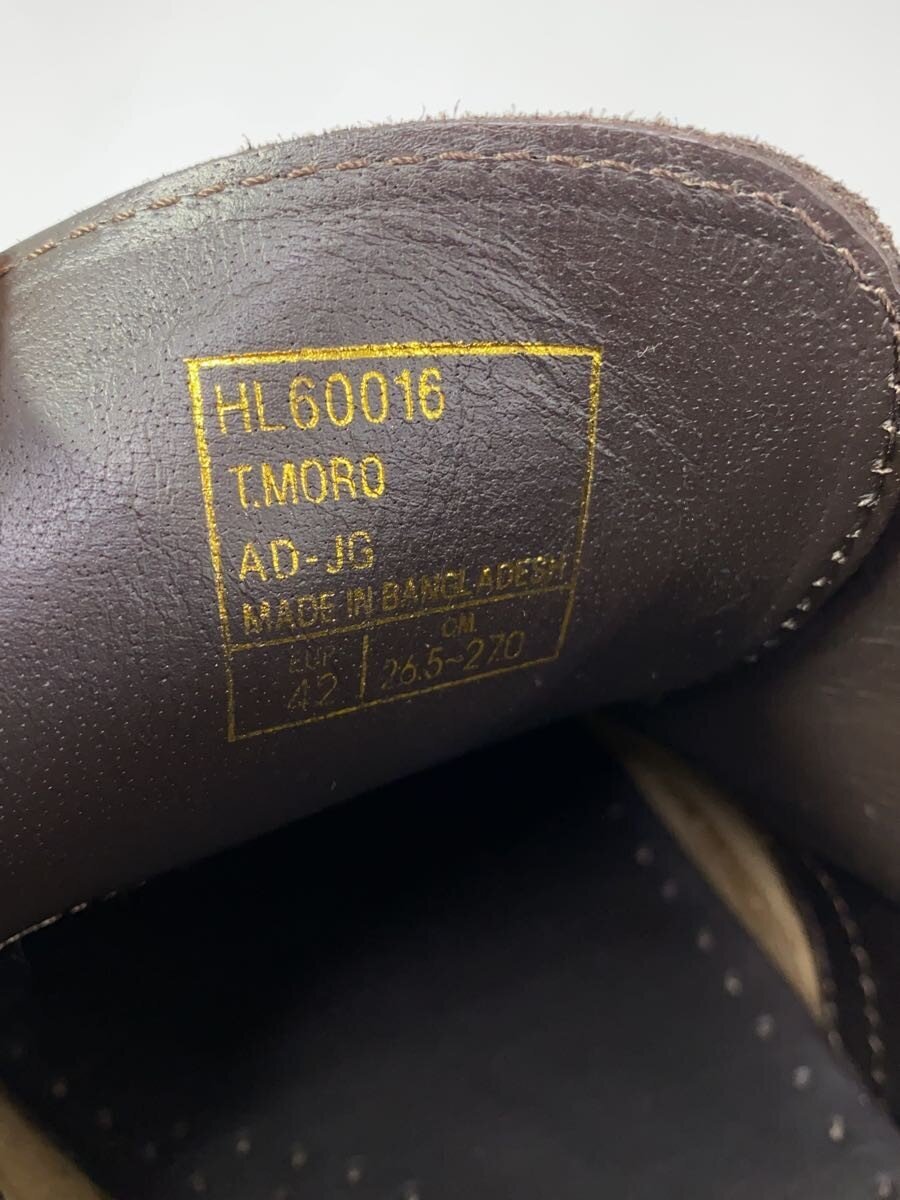 HL60016
T.MORO
AD-JG
MADE IN BANGLADESH
EUR CM
42 26.5~27.0